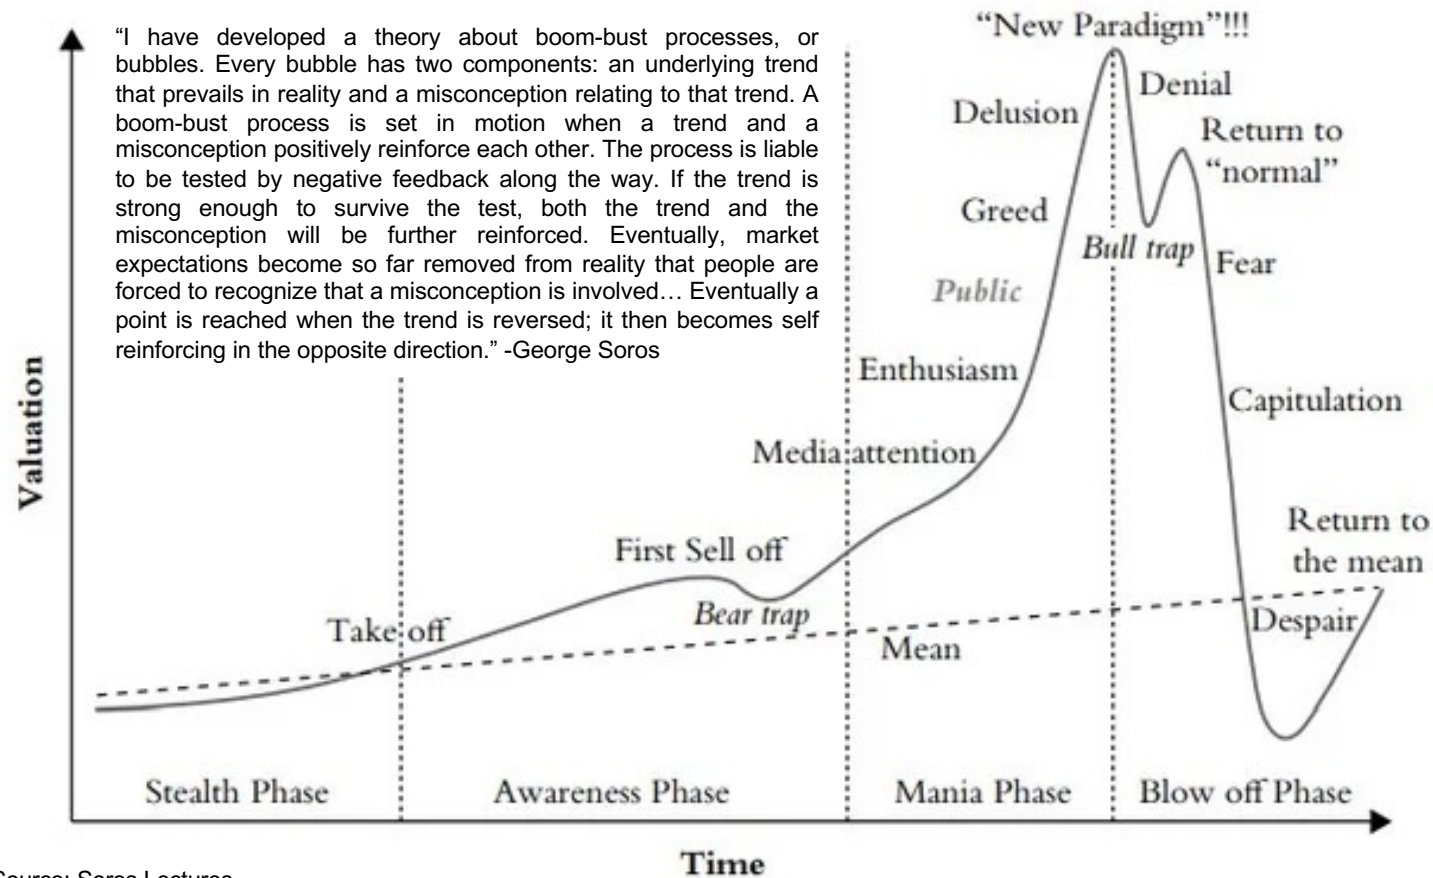 “New Paradigm”!!!
“I have developed a theory about boom-bust processes, or
bubbles. Every bubble has two components: an underlying trend
that prevails in reality and a misconception relating to that trend. A
boom-bust process is set in motion when a trend and a
misconception positively reinforce each other. The process is liable
to be tested by negative feedback along the way. If the trend is
strong enough to survive the test, both the trend and the
misconception will be further reinforced. Eventually, market
expectations become so far removed from reality that people are
forced to recognize that a misconception is involved… Eventually a
point is reached when the trend is reversed; it then becomes self
reinforcing in the opposite direction.” -George Soros
Denial
Delusion
Return to
“normal”
Greed
Bull trap
Fear
Public
Enthusiasm
Capitulation
Valuation
Media attention
Return to
the mean
First Sell off
Bear trap
Take off
Despair
Mean
Stealth Phase
Awareness Phase
Mania Phase
Blow off Phase
Time
Source: Soros Lectures